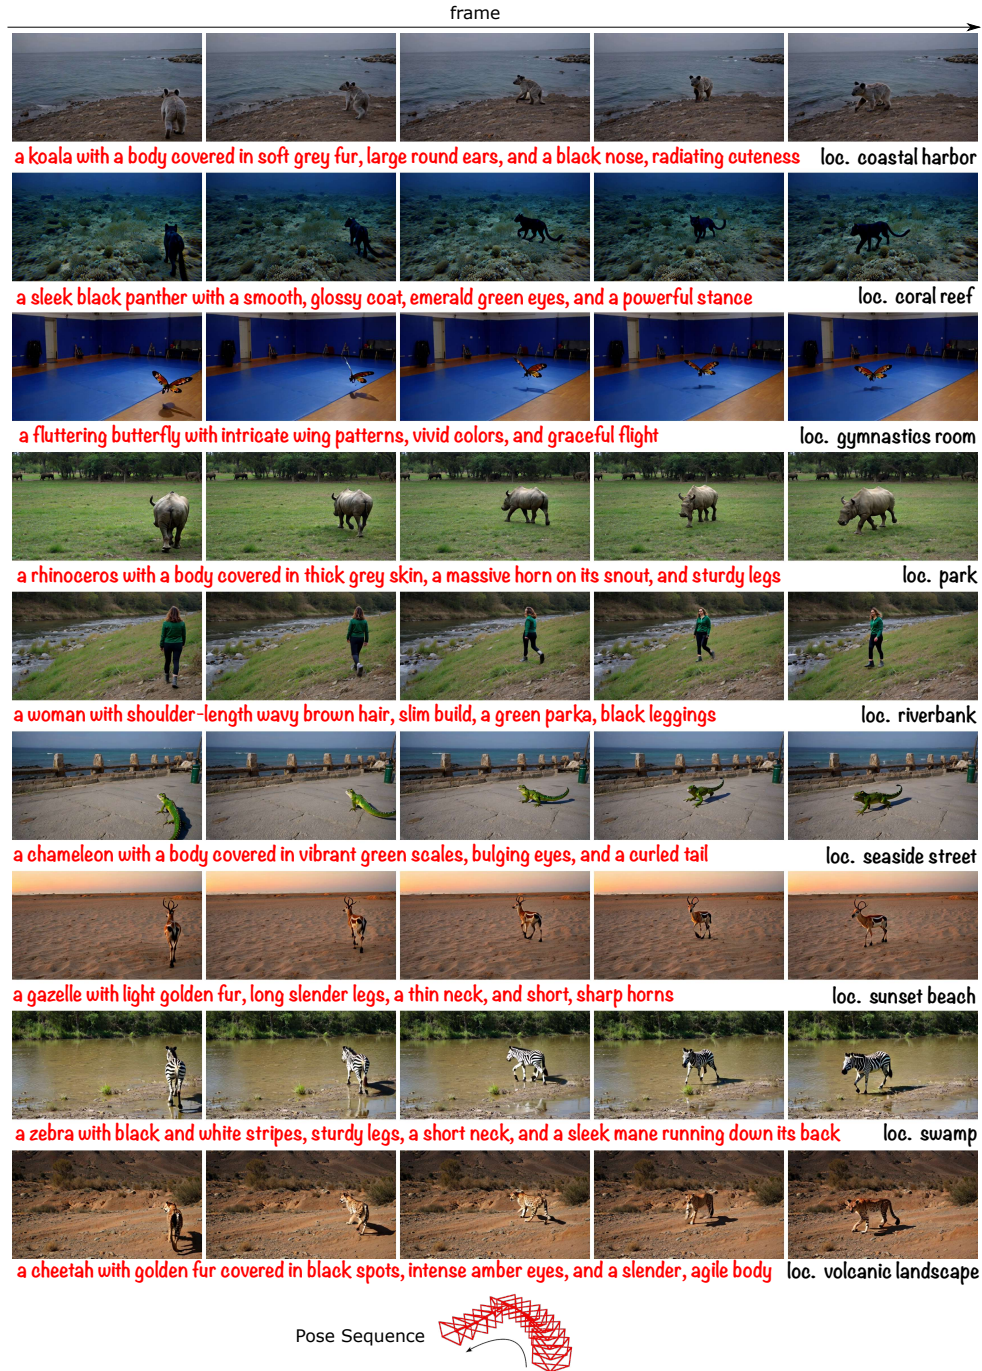 frame
a koala with a body covered in soft grey fur, large round ears, and a black nose, radiating cuteness loc. coastal harbor
a sleek black panther with a smooth, glossy coat, emerald green eyes, and a powerful stance loc. coral reef
a fluttering butterfly with intricate wing patterns, vivid colors, and graceful flight loc. gymnastics room
a rhinoceros with a body covered in thick grey skin, a massive horn on its snout, and sturdy legs loc. park
a woman with shoulder-length wavy brown hair, slim build, a green parka, black leggings loc. riverbank
a chameleon with a body covered in vibrant green scales, bulging eyes, and a curled tail loc. seaside street
a gazelle with light golden fur, long slender legs, a thin neck, and short, sharp horns loc. sunset beach
a zebra with black and white stripes, sturdy legs, a short neck, and a sleek mane running down its back loc. swamp
a cheetah with golden fur covered in black spots, intense amber eyes, and a slender, agile body loc. volcanic landscape
Pose Sequence